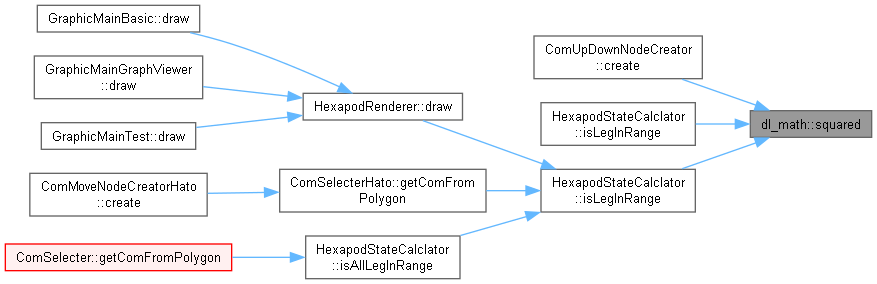 GraphicMainBasic::draw
GraphicMainGraphViewer
::draw
GraphicMainTest::draw
HexapodRenderer::draw
ComMoveNodeCreatorHato
::create
ComSelecterHato::getComFrom
Polygon
ComSelecter::getComFromPolygon
HexapodStateCalclator
::isAllLegInRange
ComUpDownNodeCreator
::create
HexapodStateCalclator
::isLegInRange
HexapodStateCalclator
::isLegInRange
dl_math::squared